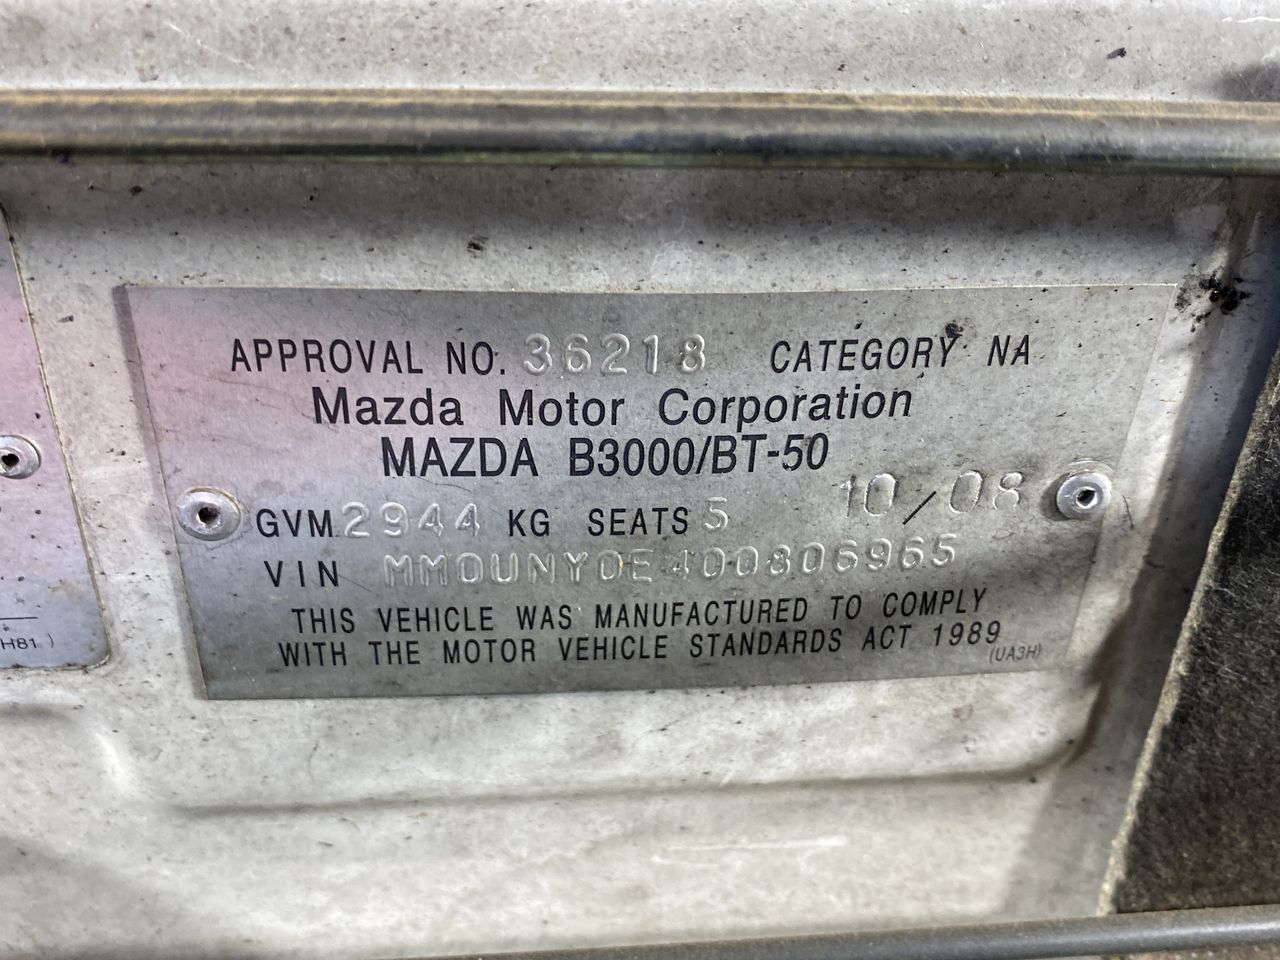 APPROVAL NO. 36218 CATEGORY NA
Mazda Motor Corporation
MAZDA B3000/BT-50
GVM 2944 KG SEATS 5 10/08
VIN MM0UNY0E400806965
THIS VEHICLE WAS MANUFACTURED TO COMPLY
WITH THE MOTOR VEHICLE STANDARDS ACT 1989
(UA3H)
H81)